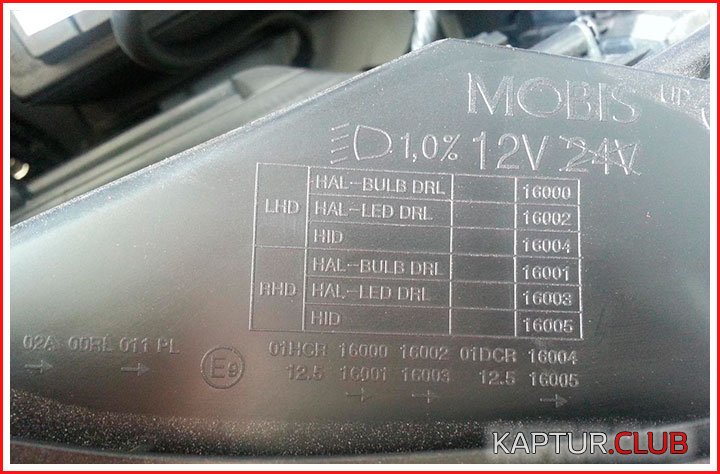 MOBIS
UP
1,0% 12V 24V
LHD
HAL-BULB DRL 16000
HAL-LED DRL 16002
HID 16004
RHD
HAL-BULB DRL 16001
HAL-LED DRL 16003
HID 16005
02A 00RL 011 PL
E9
01HCR 16000 16002 01DCR 16004
12.5 16001 16003 12.5 16005
KAPTUR.CLUB